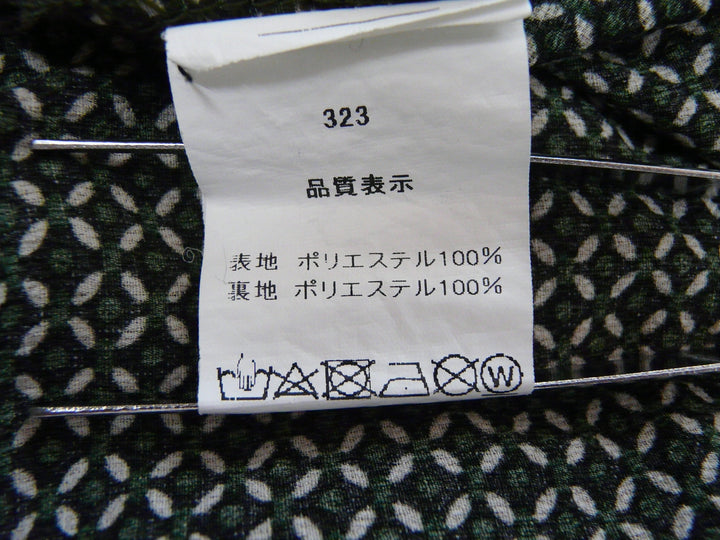 323
品質表示
表地 ポリエステル100%
裏地 ポリエステル100%
W